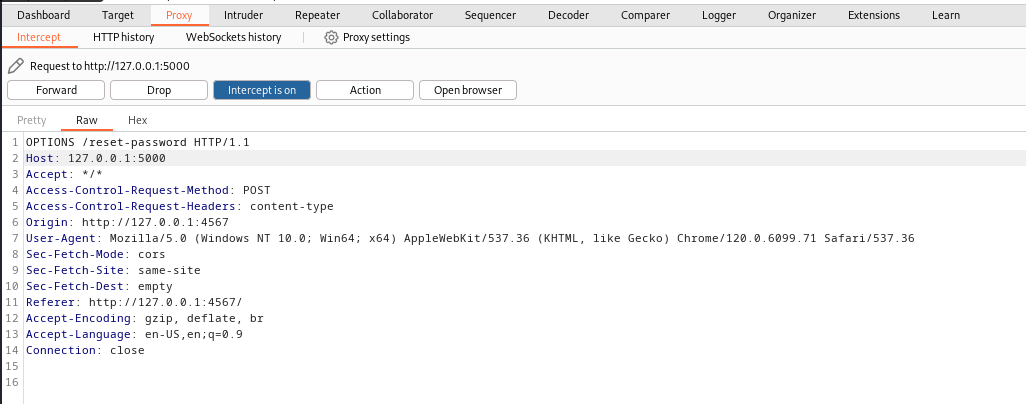 Dashboard Target Proxy Intruder Repeater Collaborator Sequencer Decoder Comparer Logger Organizer Extensions Learn
Intercept HTTP history WebSockets history Proxy settings
Request to http://127.0.0.1:5000
Forward Drop Intercept is on Action Open browser
Pretty Raw Hex
1 OPTIONS /reset-password HTTP/1.1
2 Host: 127.0.0.1:5000
3 Accept: */*
4 Access-Control-Request-Method: POST
5 Access-Control-Request-Headers: content-type
6 Origin: http://127.0.0.1:4567
7 User-Agent: Mozilla/5.0 (Windows NT 10.0; Win64; x64) AppleWebKit/537.36 (KHTML, like Gecko) Chrome/120.0.6099.71 Safari/537.36
8 Sec-Fetch-Mode: cors
9 Sec-Fetch-Site: same-site
10 Sec-Fetch-Dest: empty
11 Referer: http://127.0.0.1:4567/
12 Accept-Encoding: gzip, deflate, br
13 Accept-Language: en-US,en;q=0.9
14 Connection: close
15
16